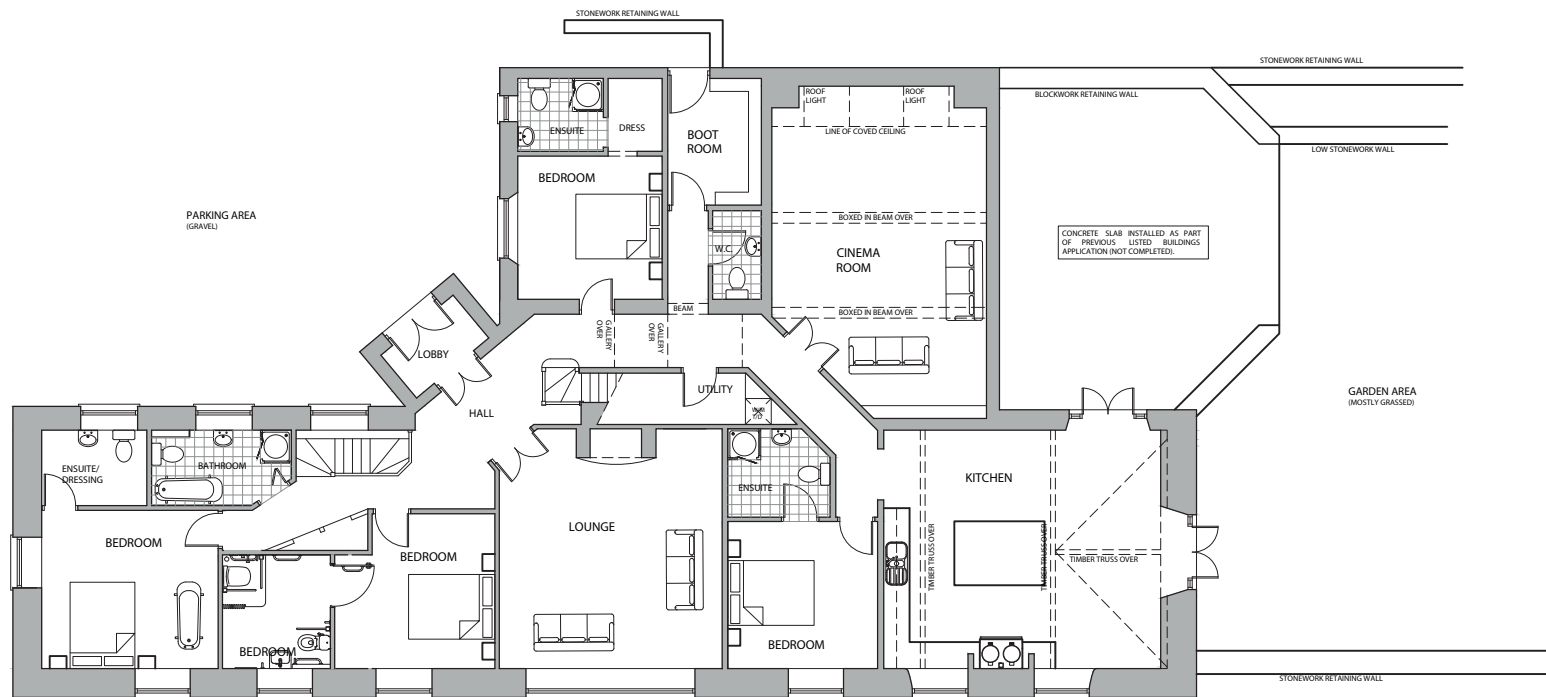 STONEWORK RETAINING WALL
STONEWORK RETAINING WALL
BLOCKWORK RETAINING WALL
ROOF
LIGHT
ROOF
LIGHT
LINE OF COVED CEILING
ENSUITE
DRESS
BOOT
ROOM
LOW STONEWORK WALL
BEDROOM
PARKING AREA
(GRAVEL)
BOXED IN BEAM OVER
CONCRETE SLAB INSTALLED AS PART
OF PREVIOUS LISTED BUILDINGS
APPLICATION (NOT COMPLETED).
W.C.
CINEMA
ROOM
BEAM
BOXED IN BEAM OVER
GALLERY
OVER
GALLERY
OVER
LOBBY
UTILITY
GARDEN AREA
(MOSTLY GRASSED)
HALL
ENSUITE/
DRESSING
BATHROOM
ENSUITE
KITCHEN
LOUNGE
BEDROOM
BEDROOM
TIMBER TRUSS OVER
TIMBER TRUSS OVER
TIMBER TRUSS OVER
BEDROOM
BEDROOM
STONEWORK RETAINING WALL